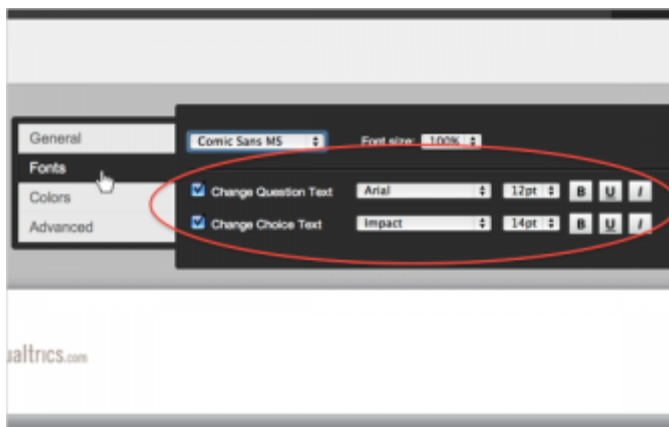 General
Fonts
Colors
Advanced
Comic Sans MS Font size: 100%
Change Question Text Arial 12pt B U I
Change Choice Text Impact 14pt B U I
ualtrics.com